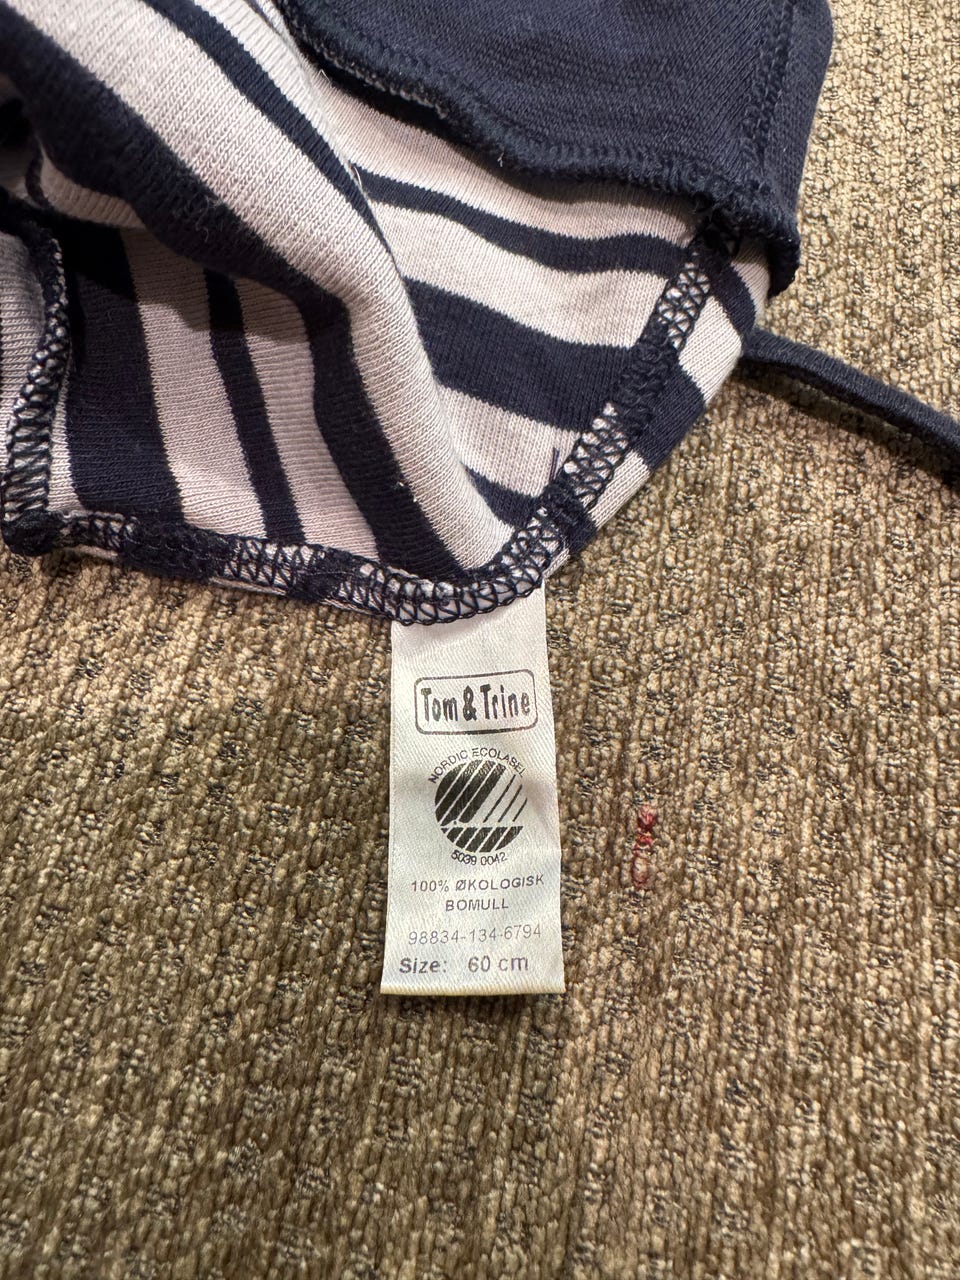 Tom & Trine
NORDIC ECOLABEL
5039 0042
100% ØKOLOGISK
BOMULL
98834-134-6794
Size: 60 cm